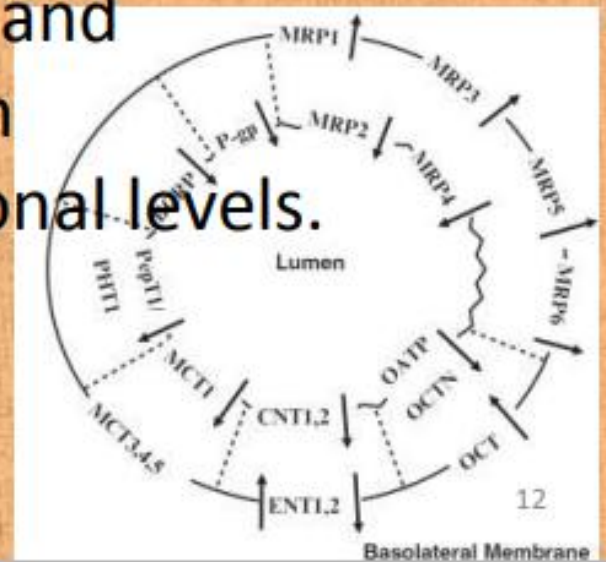 and
n
onal levels.
MRP1
MRP3
MRP5
MRP6
P-gp
MRP2
MRP4
RP
Lumen
PHT1
PepT1/
MCT1
MCT3,4,5
CNT1,2
OATP
OCTN
OCT
ENT1,2
12
Basolateral Membrane